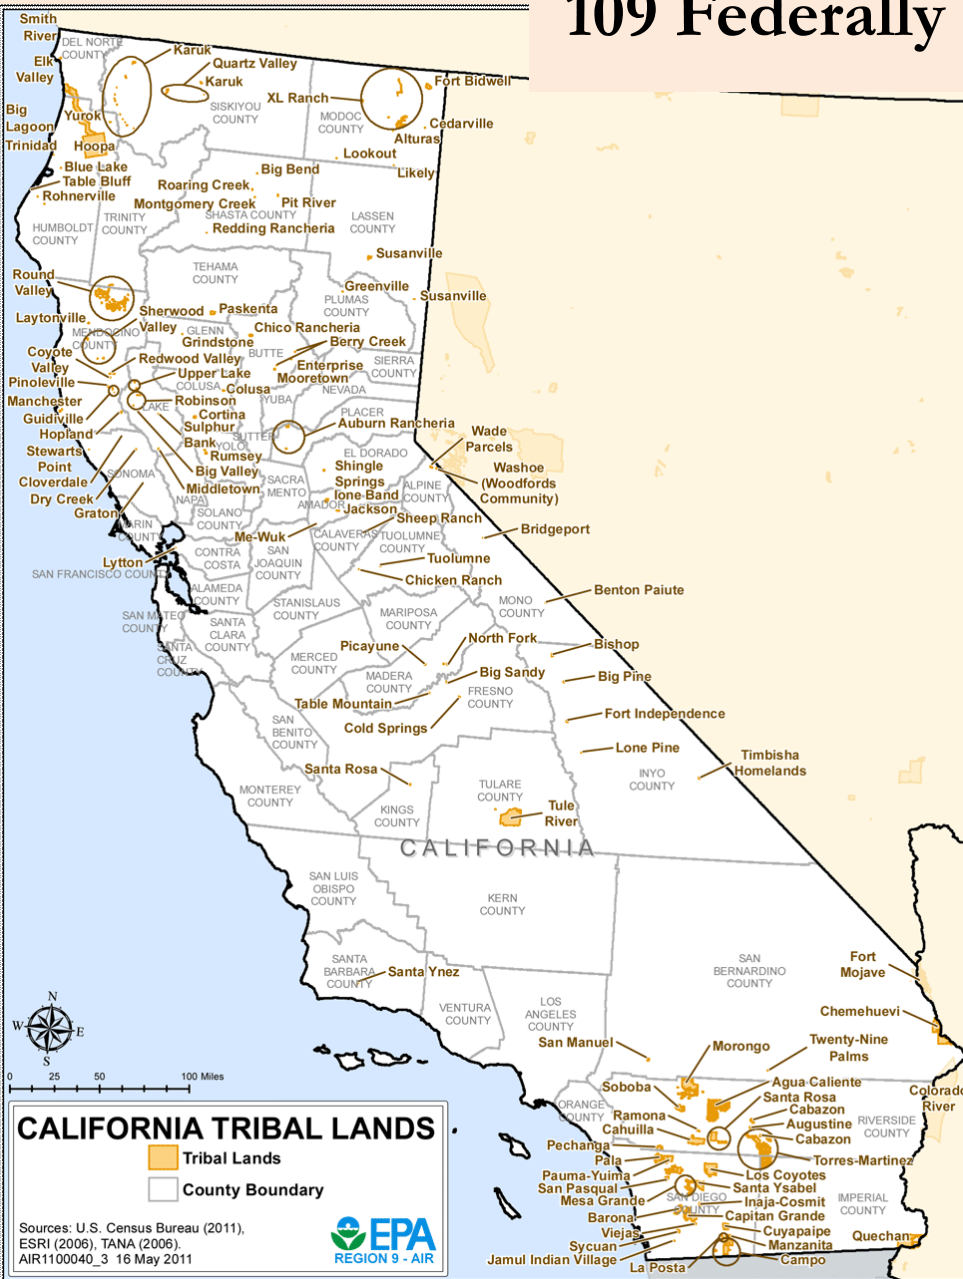 109 Federally
Smith
River
DEL NORTE
COUNTY
Elk
Valley
Karuk
Quartz Valley
Karuk
SISKIYOU
COUNTY
XL Ranch
Fort Bidwell
MODOC
COUNTY
Cedarville
Alturas
Big
Lagoon
Yurok
Trinidad
Hoopa
Lookout
Likely
Blue Lake
Table Bluff
Rohnerville
Big Bend
Roaring Creek
Montgomery Creek
Pit River
SHASTA COUNTY
Redding Rancheria
LASSEN
COUNTY
HUMBOLDT
COUNTY
TRINITY
COUNTY
Susanville
TEHAMA
COUNTY
Round
Valley
Greenville
Susanville
PLUMAS
COUNTY
Laytonville
Sherwood
Valley
Paskenta
MENDOCINO
COUNTY
GLENN
Grindstone
Chico Rancheria
Berry Creek
BUTTE
Coyote
Valley
Redwood Valley
Enterprise
Mooretown
SIERRA
COUNTY
Pinoleville
Upper Lake
COLUSA
Colusa
NEVADA
Manchester
LAKE
Robinson
YUBA
Guidiville
Cortina
PLACER
Auburn Rancheria
Hopland
Sulphur
Bank
SUTTER
YOLO
Stewarts
Point
Rumsey
EL DORADO
Wade
Parcels
Cloverdale
SONOMA
Big Valley
Shingle
Springs
Washoe
(Woodfords
Community)
Dry Creek
Middletown
NAPA
SACRA
MENTO
Ione Band
AMADOR
Jackson
ALPINE
COUNTY
Graton
MARIN
COUNTY
SOLANO
COUNTY
Me-Wuk
CALAVERAS
COUNTY
Sheep Ranch
TUOLUMNE
COUNTY
Bridgeport
Lytton
SAN FRANCISCO COUNTY
CONTRA
COSTA
SAN
JOAQUIN
COUNTY
Tuolumne
Chicken Ranch
ALAMEDA
COUNTY
Benton Paiute
SAN MATEO
COUNTY
STANISLAUS
COUNTY
MARIPOSA
COUNTY
MONO
COUNTY
SANTA
CLARA
COUNTY
SANTA
CRUZ
COUNTY
MERCED
COUNTY
Picayune
North Fork
Bishop
MADERA
COUNTY
Big Sandy
Big Pine
Table Mountain
FRESNO
COUNTY
Cold Springs
Fort Independence
SAN
BENITO
COUNTY
Lone Pine
Timbisha
Homelands
Santa Rosa
INYO
COUNTY
MONTEREY
COUNTY
TULARE
COUNTY
KINGS
COUNTY
Tule
River
CALIFORNIA
SAN LUIS
OBISPO
COUNTY
KERN
COUNTY
SANTA
BARBARA
COUNTY
Santa Ynez
SAN
BERNARDINO
COUNTY
Fort
Mojave
VENTURA
COUNTY
LOS
ANGELES
COUNTY
Chemehuevi
San Manuel
Morongo
Twenty-Nine
Palms
Soboba
Agua Caliente
Colorado
River
ORANGE
COUNTY
Santa Rosa
Ramona
Cabazon
Cahuilla
Augustine
RIVERSIDE
COUNTY
Cabazon
Pechanga
Pala
Torres-Martinez
Pauma-Yuima
Los Coyotes
San Pasqual
Santa Ysabel
Mesa Grande
SAN DIEGO
COUNTY
Inaja-Cosmit
IMPERIAL
COUNTY
Barona
Capitan Grande
Viejas
Cuyapaipe
Quechan
Sycuan
Manzanita
Jamul Indian Village
Campo
La Posta
N
W E
S
0 25 50 100 Miles
CALIFORNIA TRIBAL LANDS
Tribal Lands
County Boundary
Sources: U.S. Census Bureau (2011),
ESRI (2006), TANA (2006).
AIR1100040_3 16 May 2011
EPA
REGION 9 - AIR